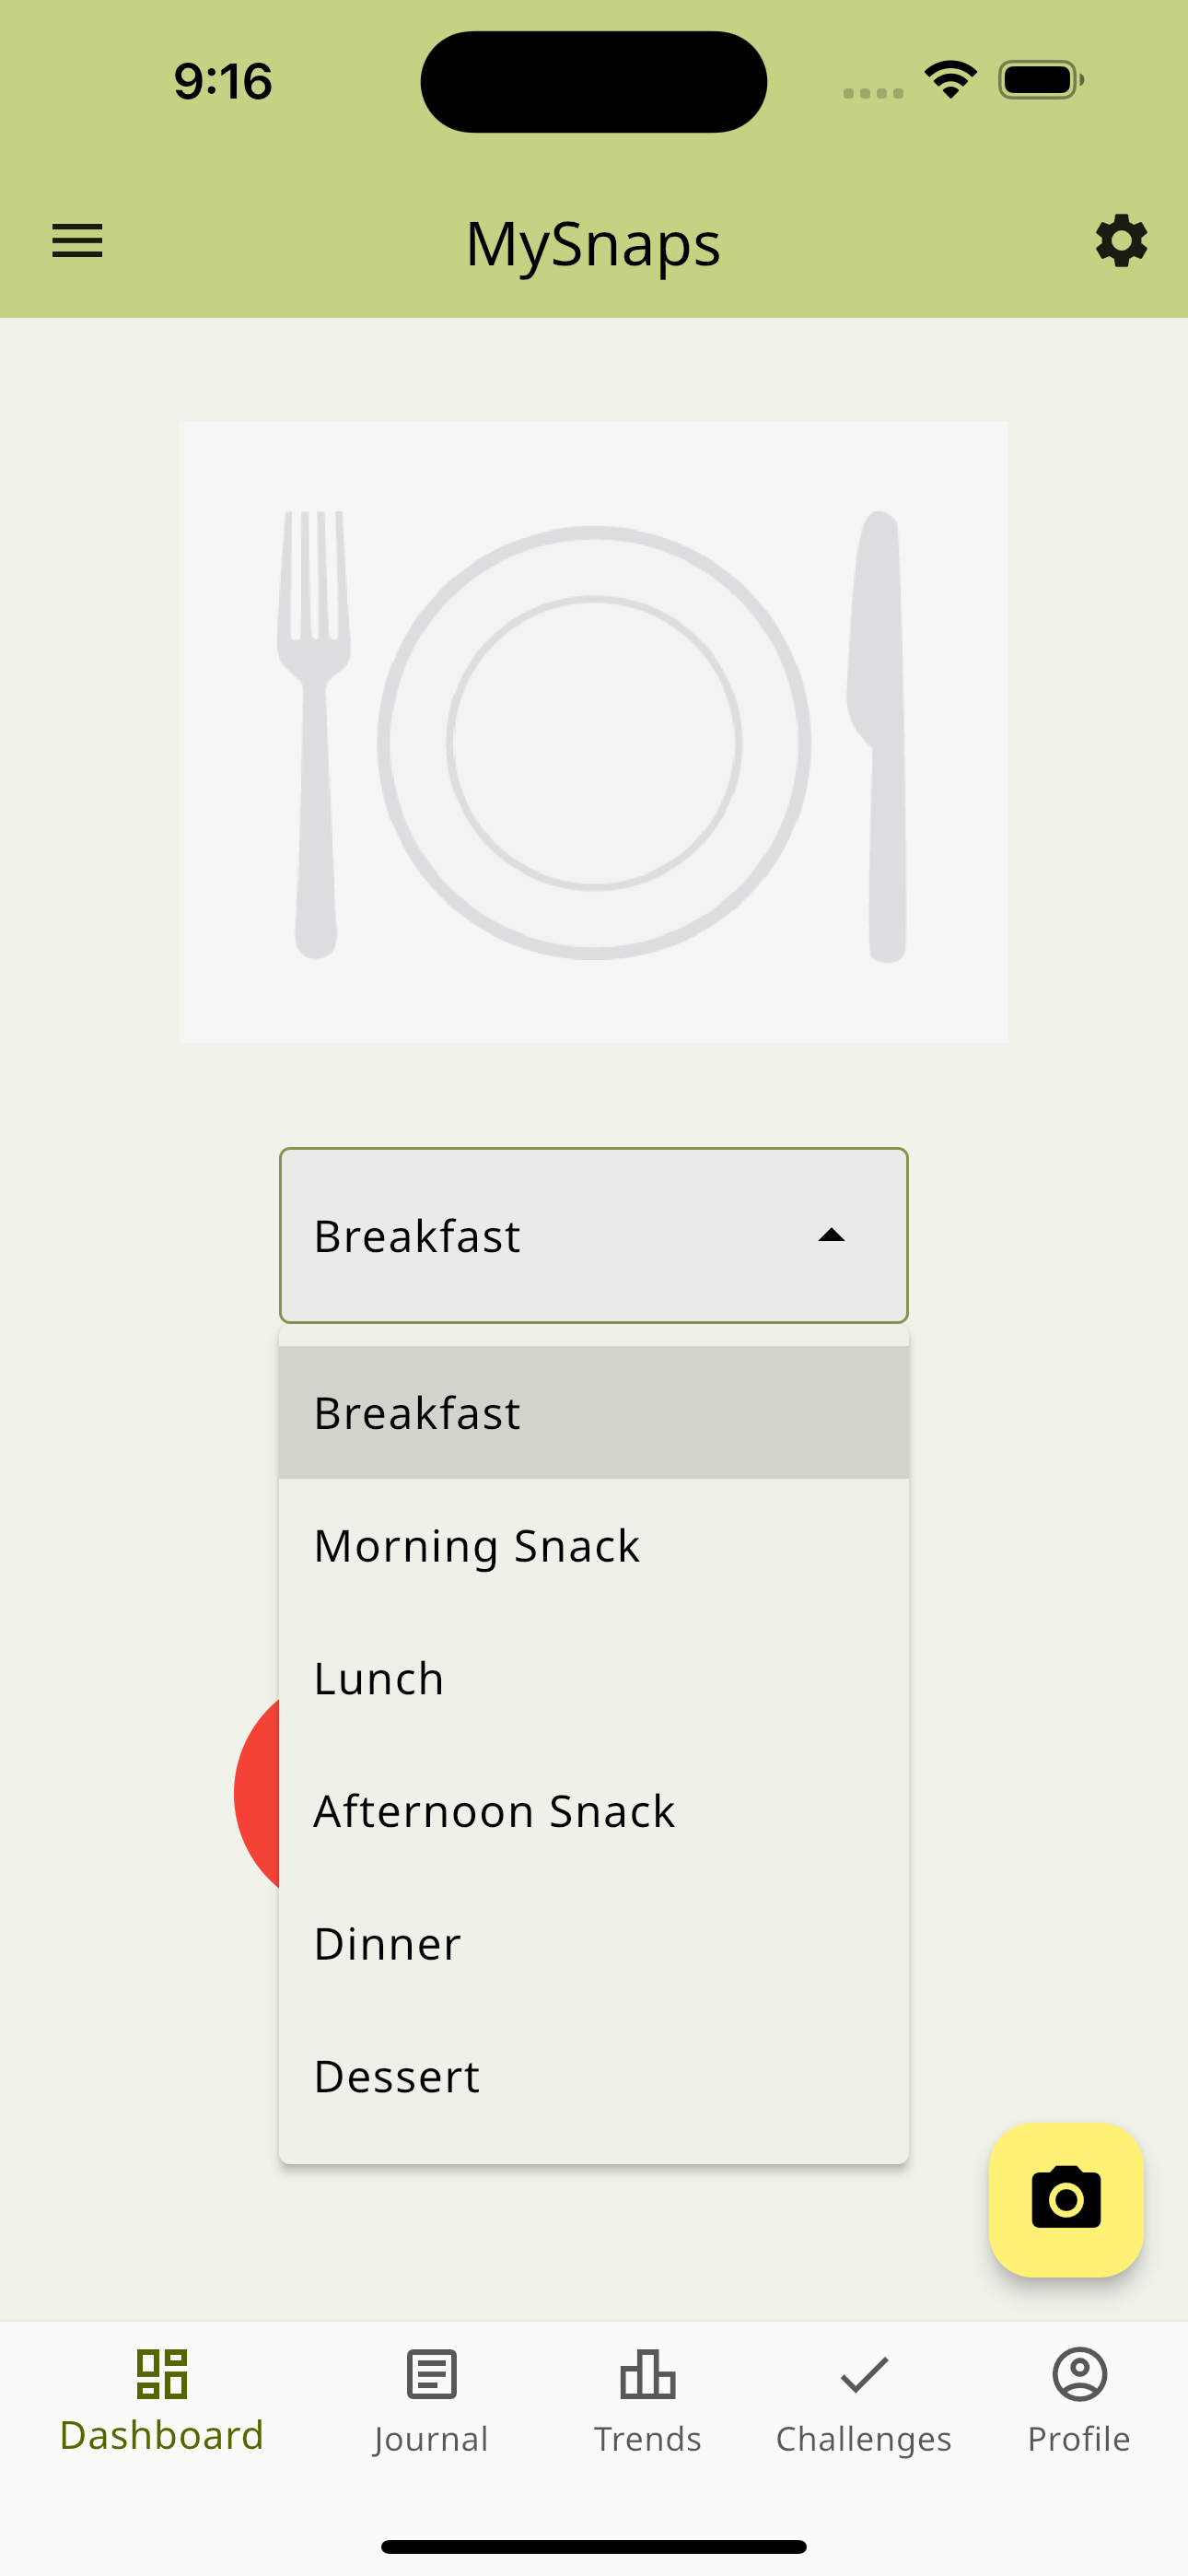 9:16
MySnaps
Breakfast
Breakfast
Morning Snack
Lunch
Afternoon Snack
Dinner
Dessert
Dashboard
Journal
Trends
Challenges
Profile